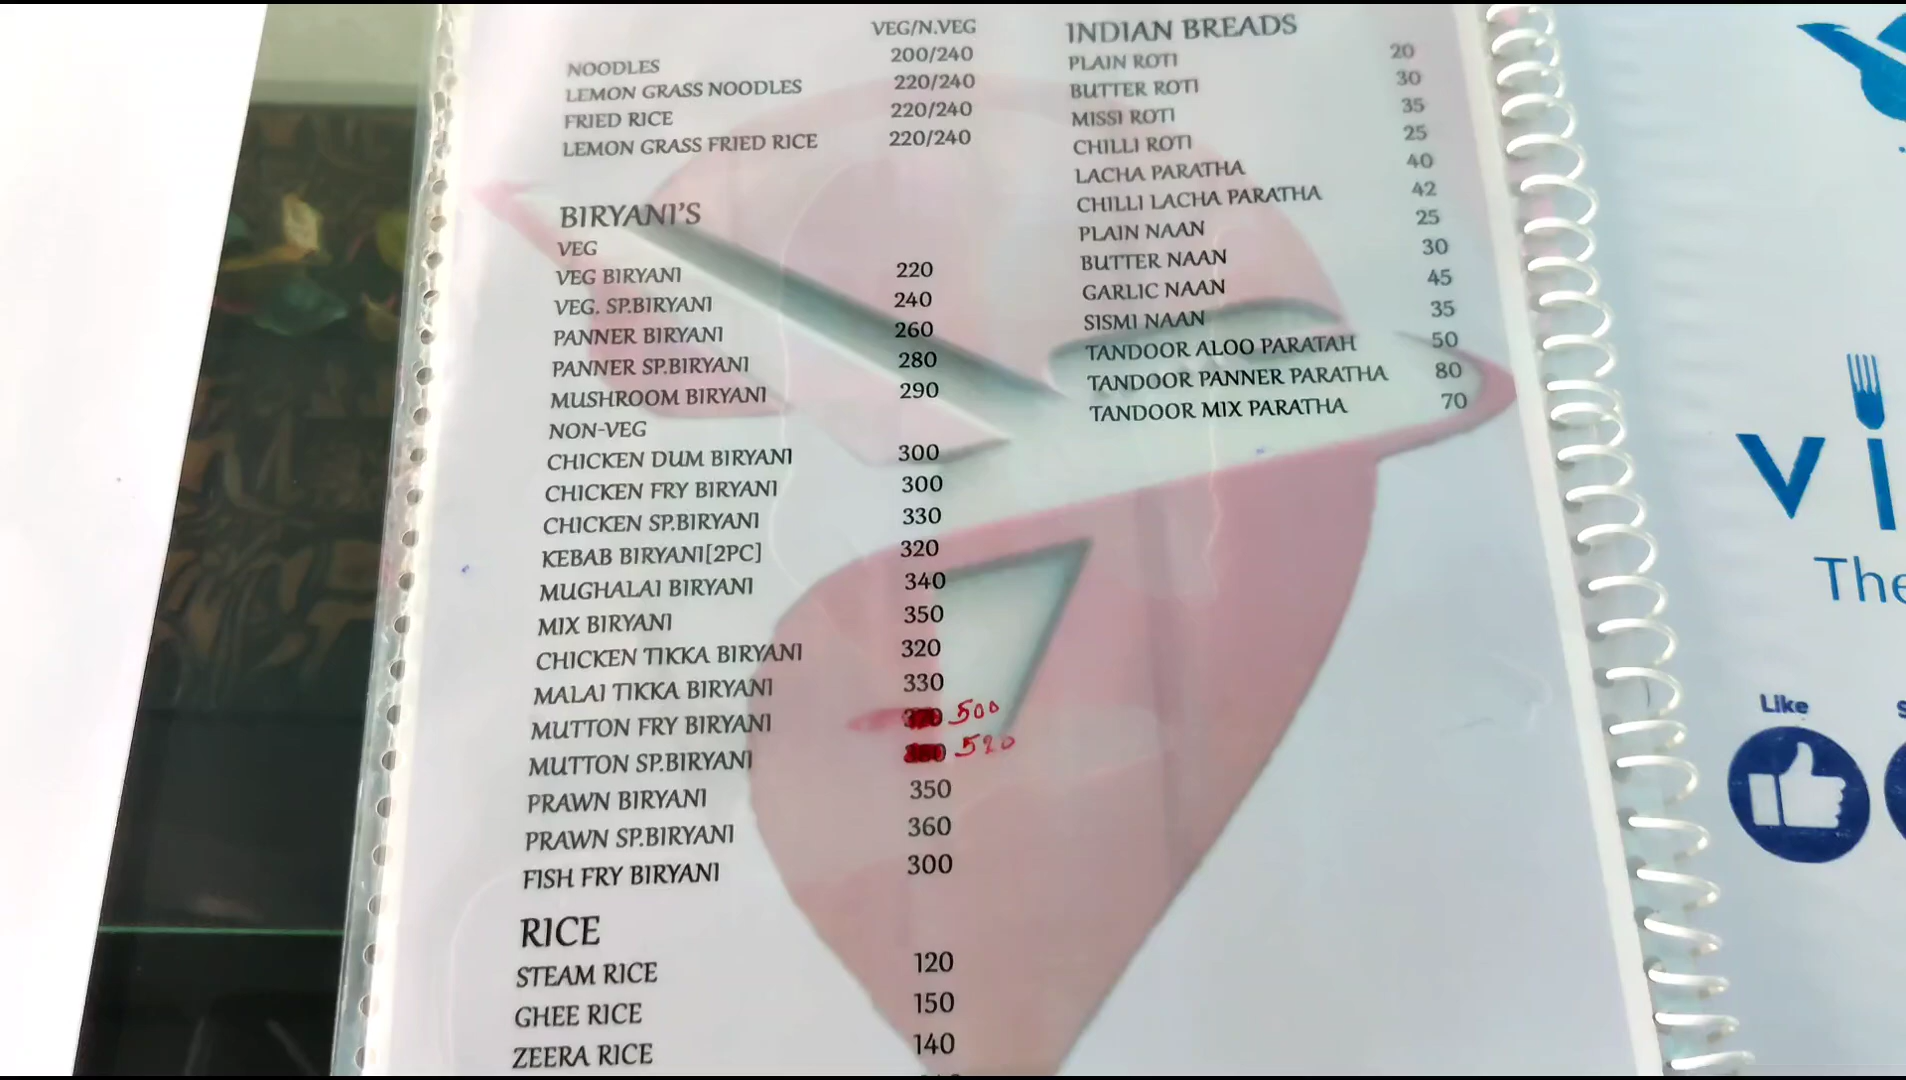 VEG/N.VEG
NOODLES 200/240
LEMON GRASS NOODLES 220/240
FRIED RICE 220/240
LEMON GRASS FRIED RICE 220/240
BIRYANI'S
VEG
VEG BIRYANI 220
VEG. SP.BIRYANI 240
PANNER BIRYANI 260
PANNER SP.BIRYANI 280
MUSHROOM BIRYANI 290
NON-VEG
CHICKEN DUM BIRYANI 300
CHICKEN FRY BIRYANI 300
CHICKEN SP.BIRYANI 330
KEBAB BIRYANI[2PC] 320
MUGHALAI BIRYANI 340
MIX BIRYANI 350
CHICKEN TIKKA BIRYANI 320
MALAI TIKKA BIRYANI 330
MUTTON FRY BIRYANI 500
MUTTON SP.BIRYANI 520
PRAWN BIRYANI 350
PRAWN SP.BIRYANI 360
FISH FRY BIRYANI 300
RICE
STEAM RICE 120
GHEE RICE 150
ZEERA RICE 140
INDIAN BREADS
PLAIN ROTI 20
BUTTER ROTI 30
MISSI ROTI 35
CHILLI ROTI 25
LACHA PARATHA 40
CHILLI LACHA PARATHA 42
PLAIN NAAN 25
BUTTER NAAN 30
GARLIC NAAN 45
SISMI NAAN 35
TANDOOR ALOO PARATAH 50
TANDOOR PANNER PARATHA 80
TANDOOR MIX PARATHA 70
Vi
The
Like